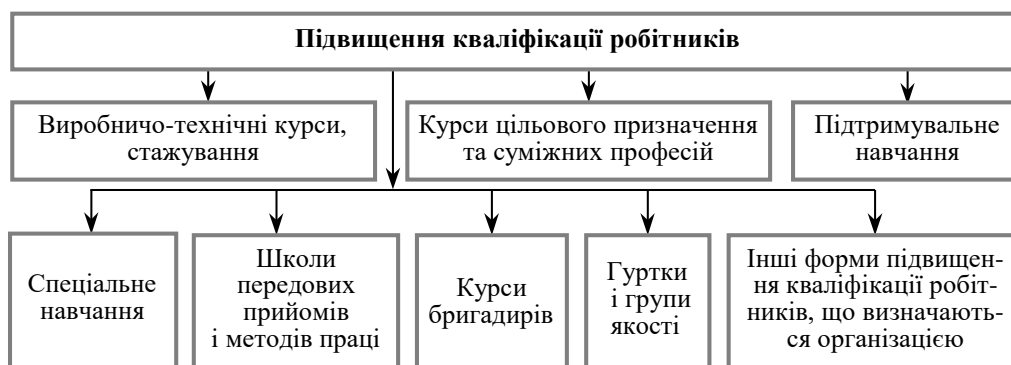 Підвищення кваліфікації робітників
Виробничо-технічні курси,
стажування
Курси цільового призначення
та суміжних професій
Підтримувальне
навчання
Спеціальне
навчання
Школи
передових
прийомів
і методів праці
Курси
бригадирів
Гуртки
і групи
якості
Інші форми підвищен-
ня кваліфікації робіт-
ників, що визначають-
ся організацією